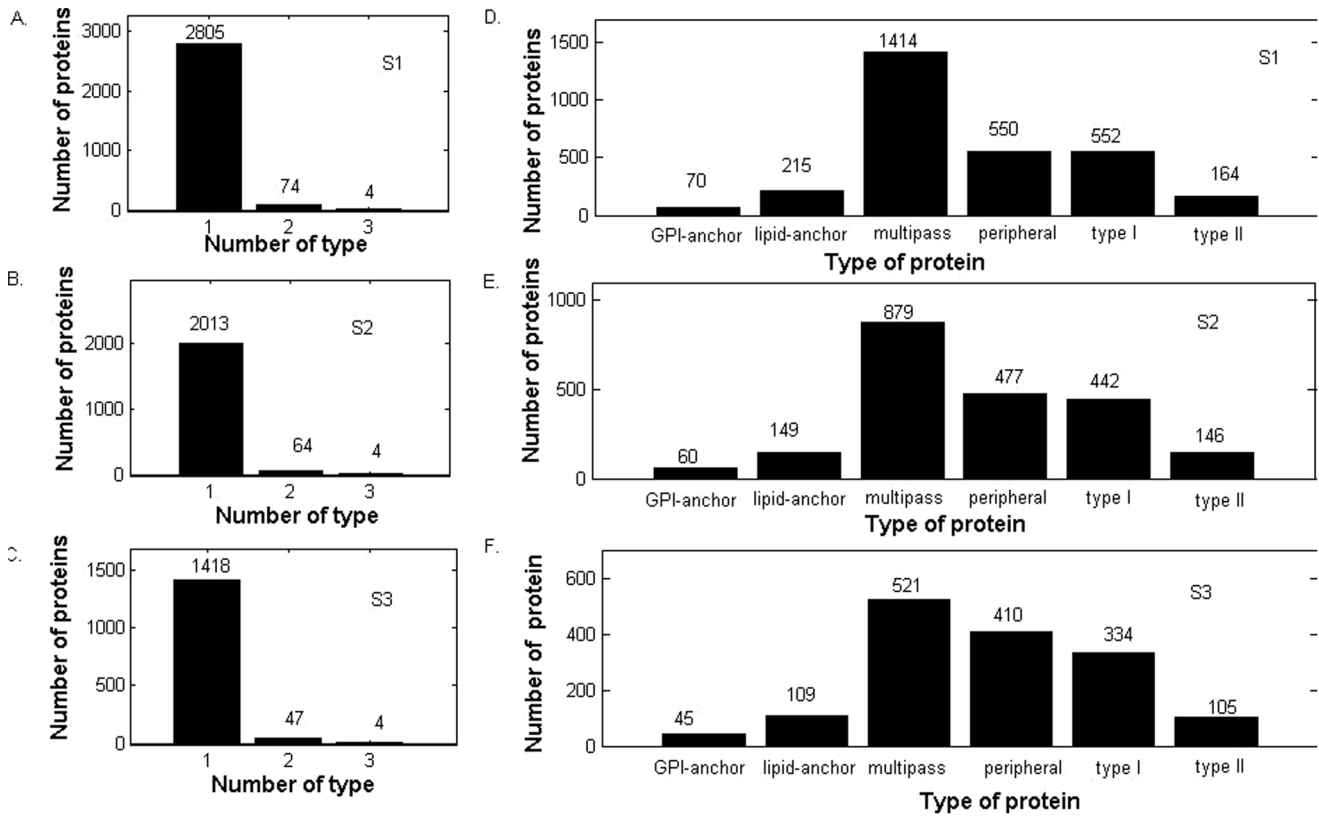 A.
Number of proteins
3000
2000
1000
0
2805
74
4
S1
1 2 3
Number of type
D.
Number of proteins
1500
1000
500
0
70
215
1414
550
552
164
S1
GPI-anchor lipid-anchor multipass peripheral type I type II
Type of protein
B.
Number of proteins
2000
1000
0
2013
64
4
S2
1 2 3
Number of type
E.
Number of proteins
1000
500
0
60
149
879
477
442
146
S2
GPI-anchor lipid-anchor multipass peripheral type I type II
Type of protein
C.
Number of proteins
1500
1000
500
0
1418
47
4
S3
1 2 3
Number of type
F.
Number of protein
600
400
200
0
45
109
521
410
334
105
S3
GPI-anchor lipid-anchor multipass peripheral type I type II
Type of protein